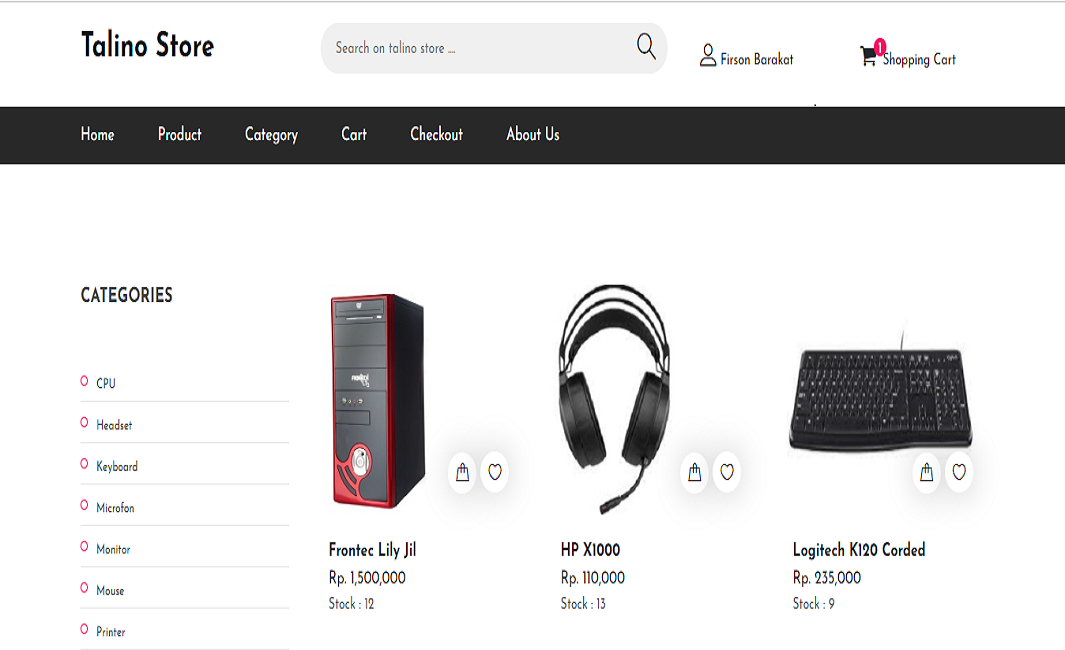 Talino Store
Search on talino store ....
Firson Barakat
1
Shopping Cart
Home Product Category Cart Checkout About Us
CATEGORIES
CPU
Headset
Keyboard
Microfon
Monitor
Mouse
Printer
Frontec Lily Jil
Rp. 1,500,000
Stock : 12
HP X1000
Rp. 110,000
Stock : 13
Logitech K120 Corded
Rp. 235,000
Stock : 9